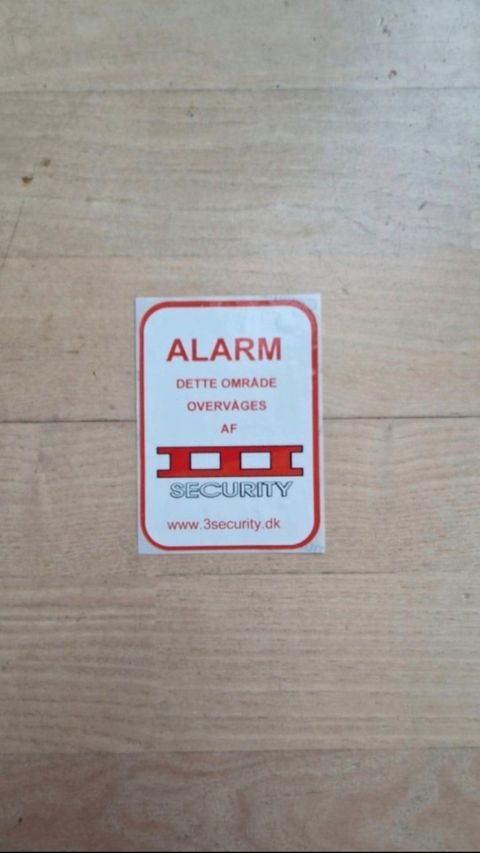 ALARM
DETTE OMRÅDE
OVERVÅGES
AF
III
SECURITY
www.3security.dk